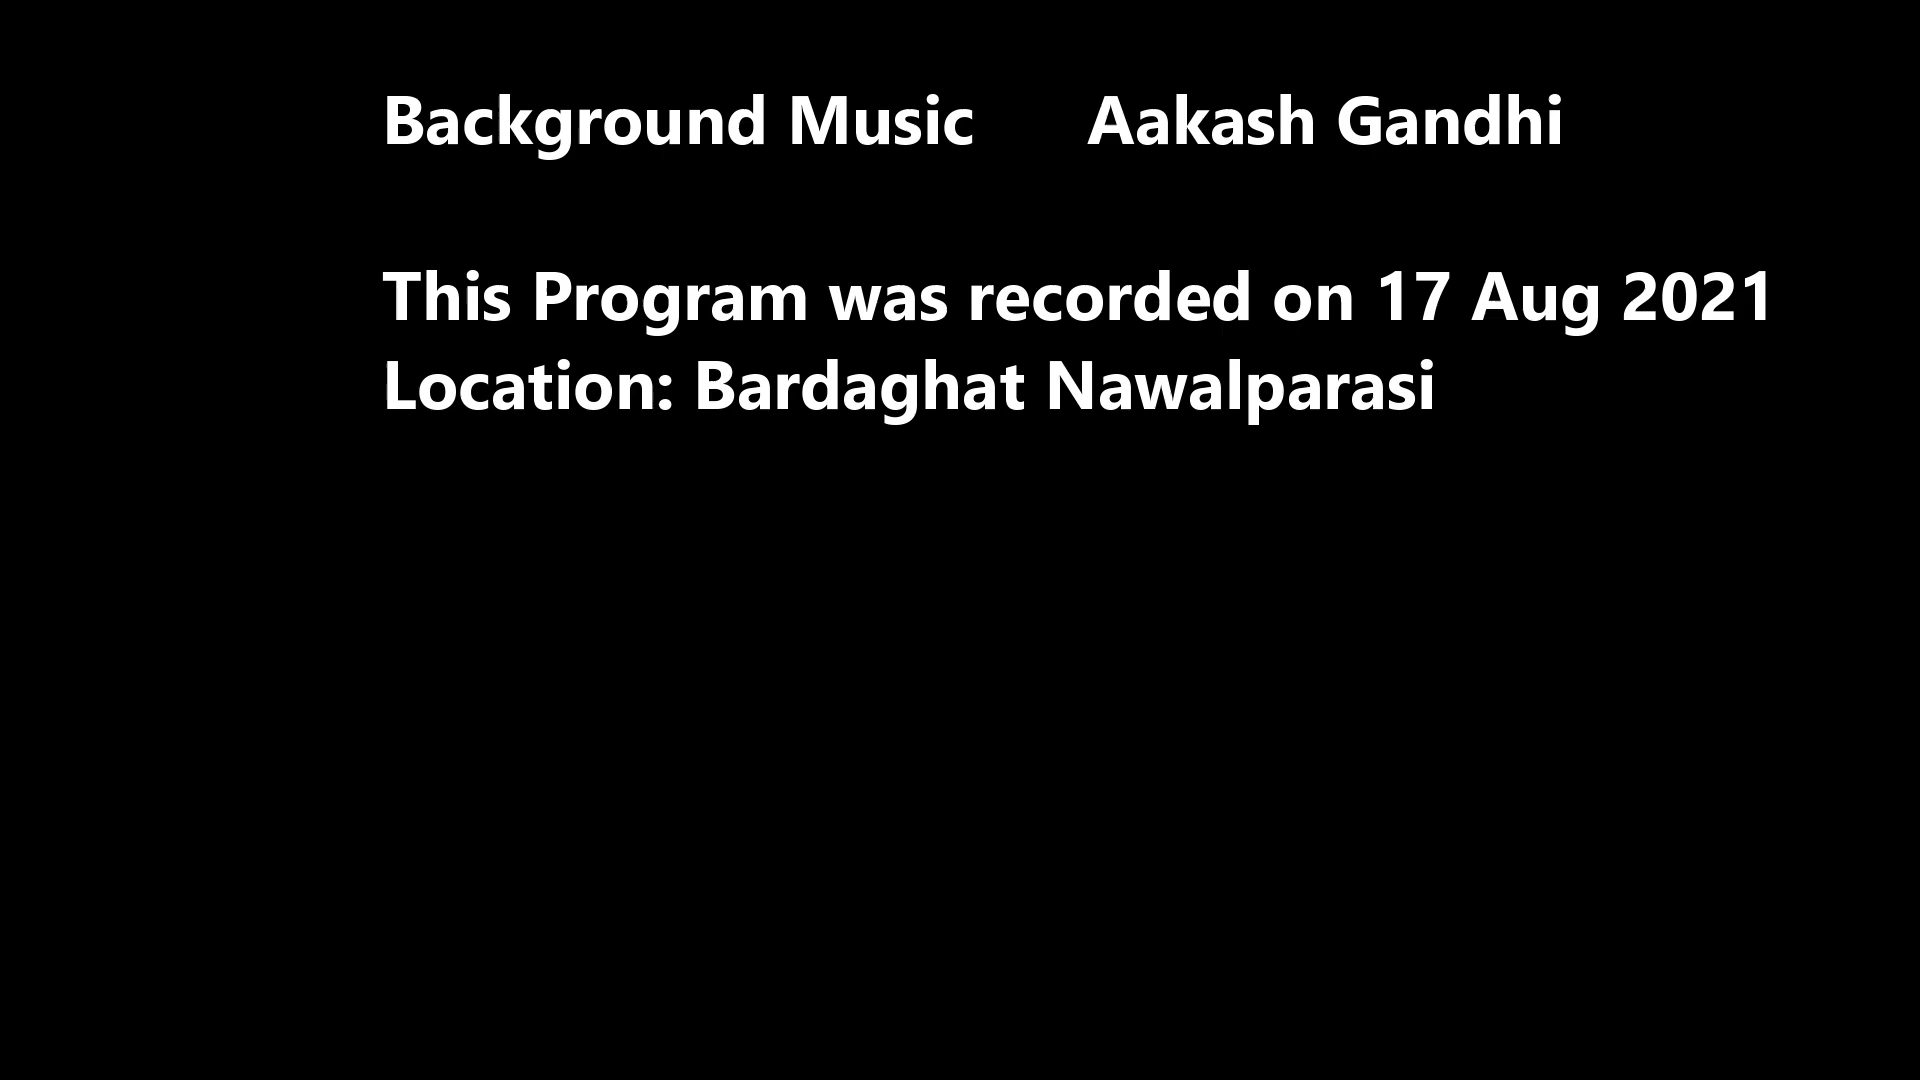 Background Music Aakash Gandhi
This Program was recorded on 17 Aug 2021
Location: Bardaghat Nawalparasi